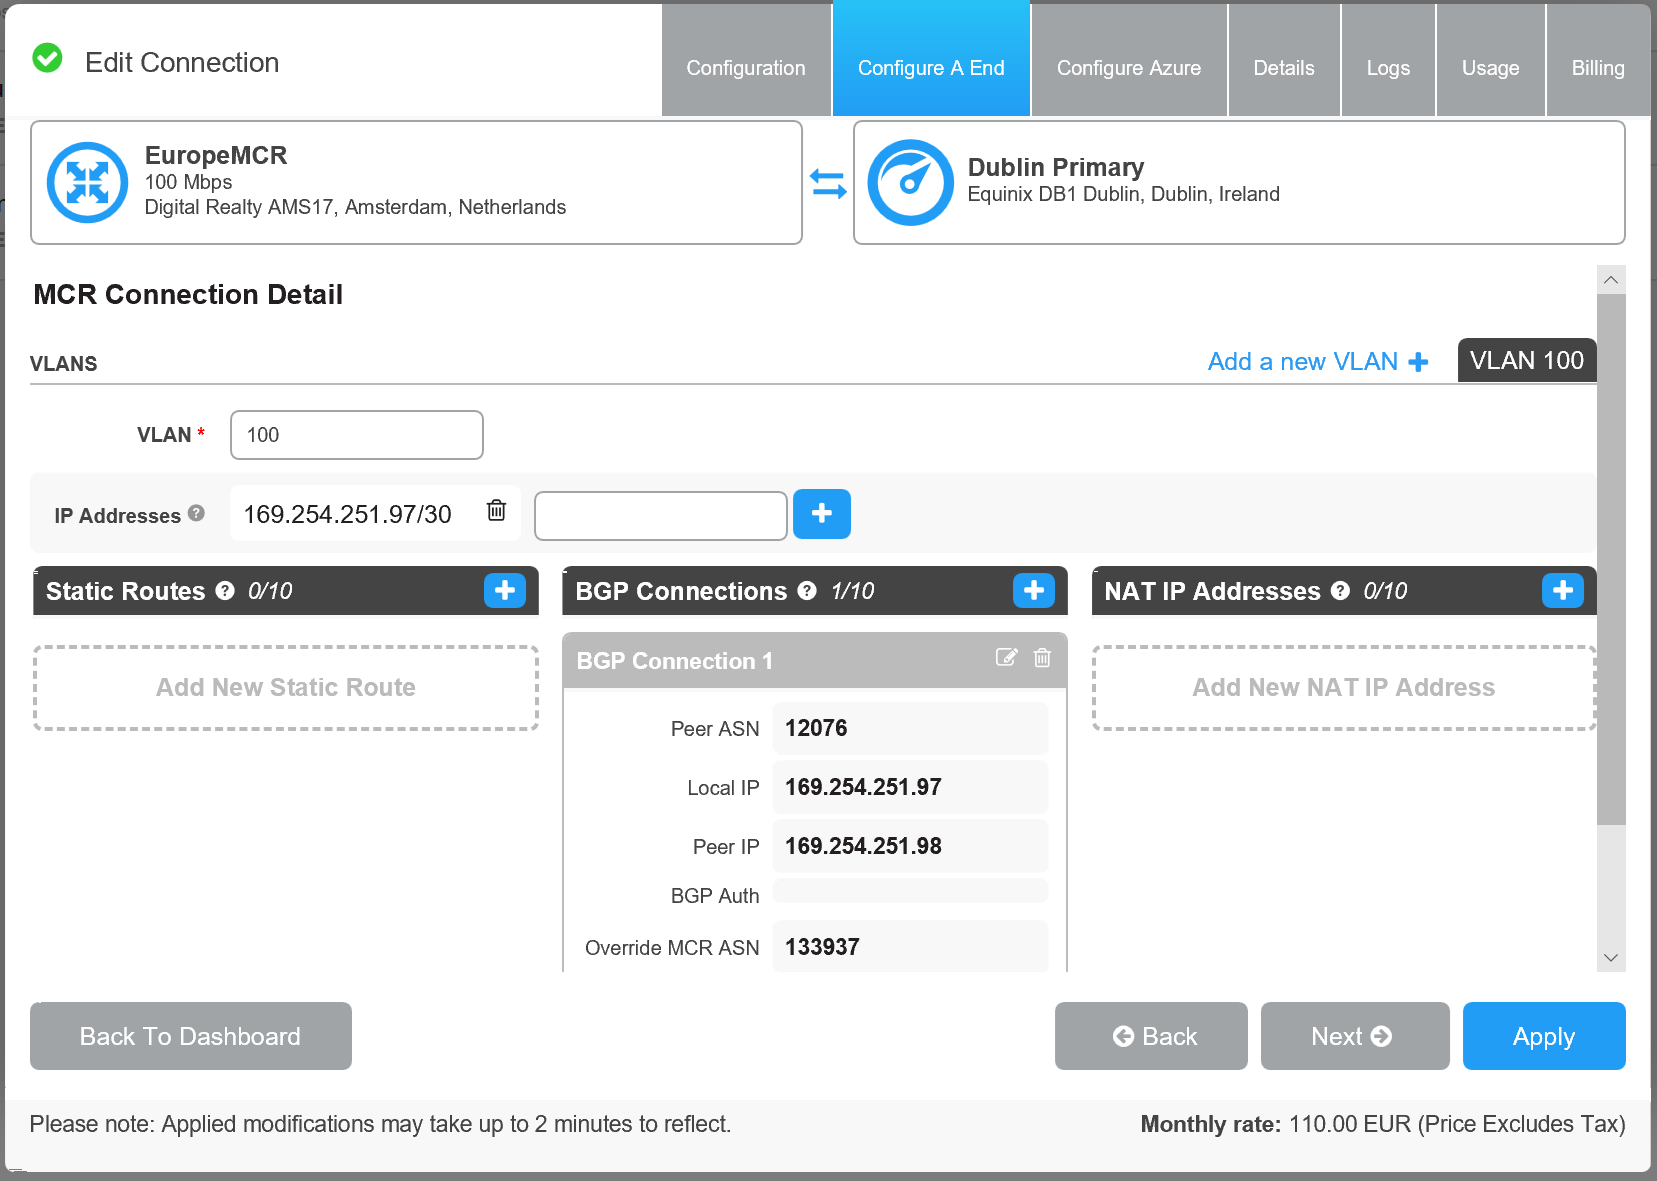 Edit Connection
Configuration
Configure A End
Configure Azure
Details
Logs
Usage
Billing
EuropeMCR
100 Mbps
Digital Realty AMS17, Amsterdam, Netherlands
Dublin Primary
Equinix DB1 Dublin, Dublin, Ireland
MCR Connection Detail
VLANS
Add a new VLAN
VLAN 100
VLAN *
100
IP Addresses
169.254.251.97/30
Static Routes 0/10
BGP Connections 1/10
NAT IP Addresses 0/10
Add New Static Route
BGP Connection 1
Peer ASN 12076
Local IP 169.254.251.97
Peer IP 169.254.251.98
BGP Auth
Override MCR ASN 133937
Add New NAT IP Address
Back To Dashboard
Back
Next
Apply
Please note: Applied modifications may take up to 2 minutes to reflect.
Monthly rate: 110.00 EUR (Price Excludes Tax)